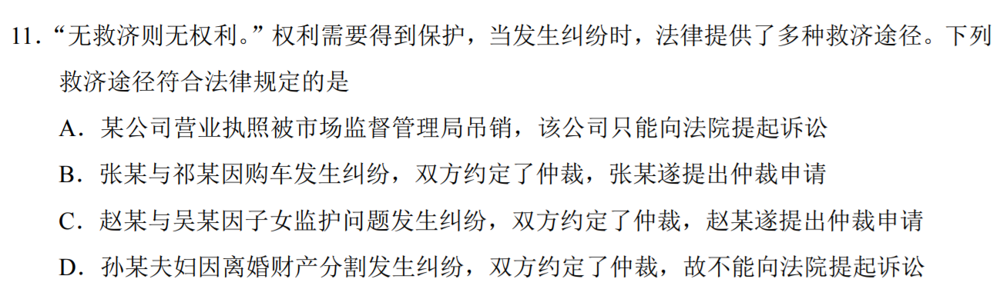 11.“无救济则无权利。”权利需要得到保护，当发生纠纷时，法律提供了多种救济途径。下列
救济途径符合法律规定的是
A．某公司营业执照被市场监督管理局吊销，该公司只能向法院提起诉讼
B．张某与祁某因购车发生纠纷，双方约定了仲裁，张某遂提出仲裁申请
C．赵某与吴某因子女监护问题发生纠纷，双方约定了仲裁，赵某遂提出仲裁申请
D．孙某夫妇因离婚财产分割发生纠纷，双方约定了仲裁，故不能向法院提起诉讼